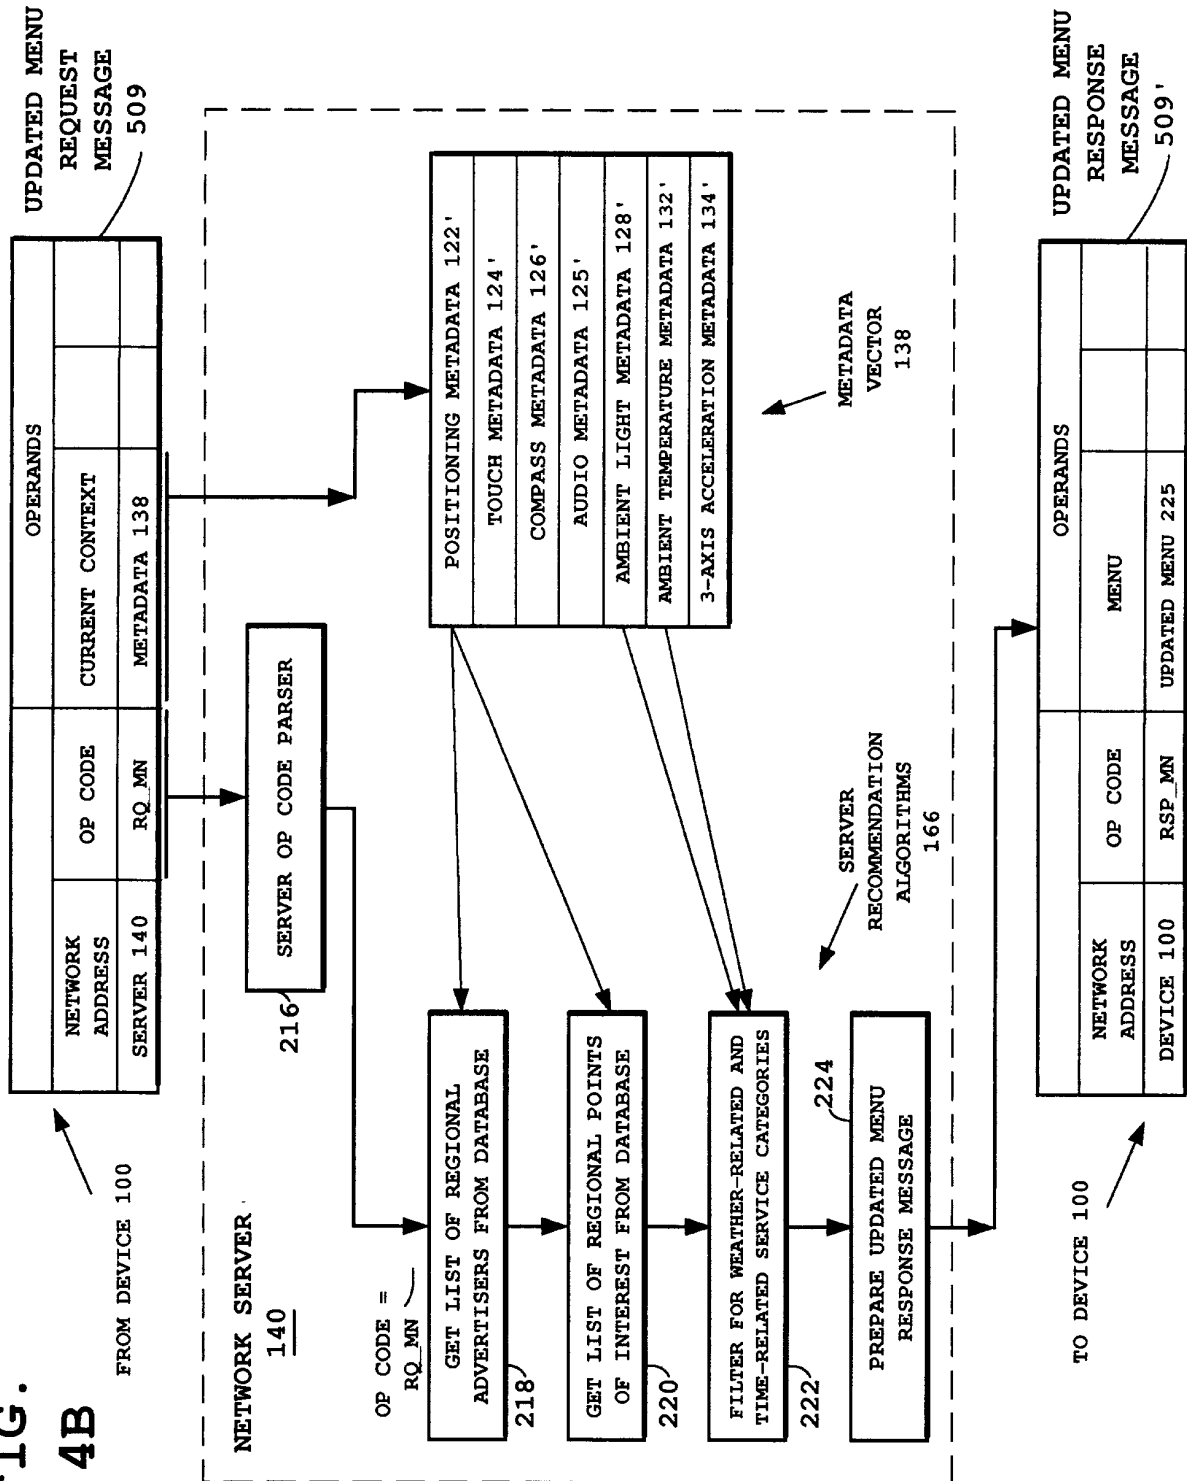 FIG.
4B
FROM DEVICE 100
UPDATED MENU
REQUEST
MESSAGE
509
OPERANDS
NETWORK
ADDRESS
OP CODE
CURRENT CONTEXT
SERVER 140
RQ_MN
METADATA 138
NETWORK SERVER
140
216
SERVER OP CODE PARSER
OP CODE =
RQ_MN
GET LIST OF REGIONAL
ADVERTISERS FROM DATABASE
218
GET LIST OF REGIONAL POINTS
OF INTEREST FROM DATABASE
220
FILTER FOR WEATHER-RELATED AND
TIME-RELATED SERVICE CATEGORIES
222
224
PREPARE UPDATED MENU
RESPONSE MESSAGE
POSITIONING METADATA 122'
TOUCH METADATA 124'
COMPASS METADATA 126'
AUDIO METADATA 125'
AMBIENT LIGHT METADATA 128'
AMBIENT TEMPERATURE METADATA 132'
3-AXIS ACCELERATION METADATA 134'
METADATA
VECTOR
138
SERVER
RECOMMENDATION
ALGORITHMS
166
TO DEVICE 100
UPDATED MENU
RESPONSE
MESSAGE
509'
OPERANDS
NETWORK
ADDRESS
OP CODE
MENU
DEVICE 100
RSP_MN
UPDATED MENU 225